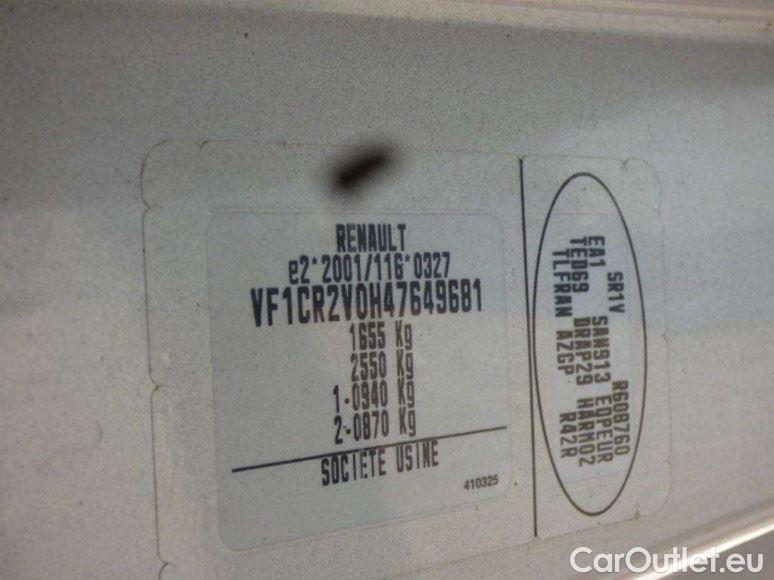 RENAULT
e2*2001/116*0327
VF1CR2V0H47649681
1655 Kg
2550 Kg
1-0940 Kg
2-0870 Kg
SOCIETE USINE
410325
SR1V R608760
EA1 SAN913 EDPEUR
TED69 DRAP29 HARM02
TLFRAN AZGP R42R
CarOutlet.eu